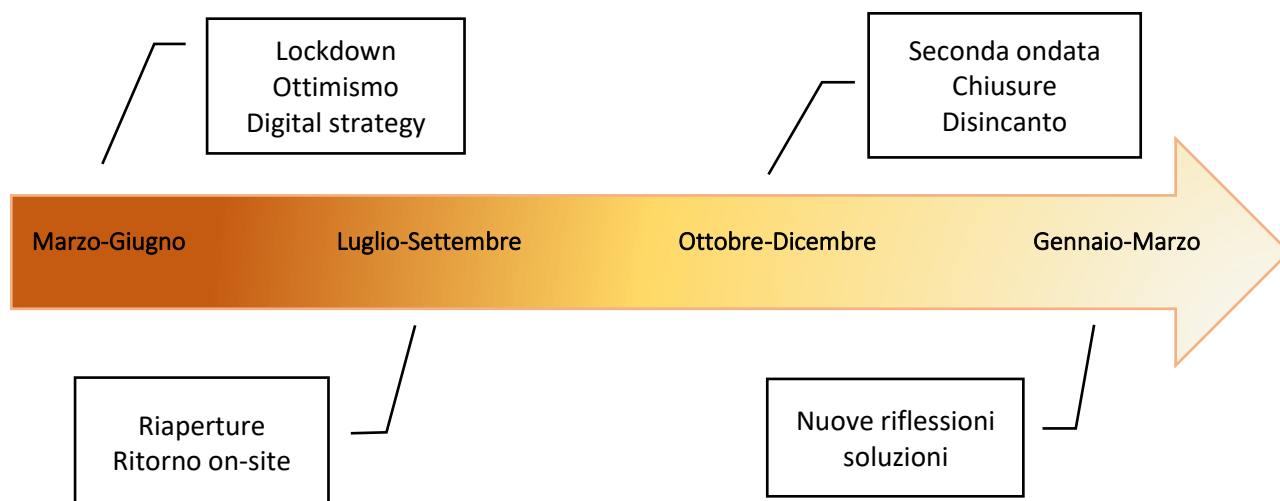 Lockdown
Ottimismo
Digital strategy
Seconda ondata
Chiusure
Disincanto
Marzo-Giugno
Luglio-Settembre
Ottobre-Dicembre
Gennaio-Marzo
Riaperture
Ritorno on-site
Nuove riflessioni
soluzioni